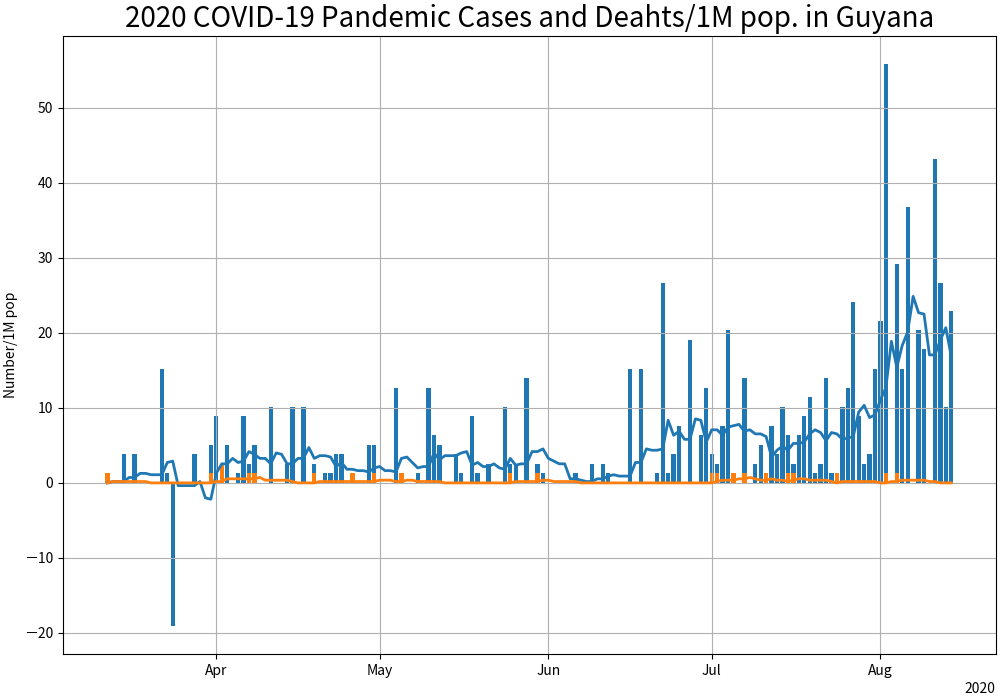 2020 COVID-19 Pandemic Cases and Deahts/1M pop. in Guyana
Number/1M pop
50
40
30
20
10
0
−10
−20
Apr
May
Jun
Jul
Aug
2020